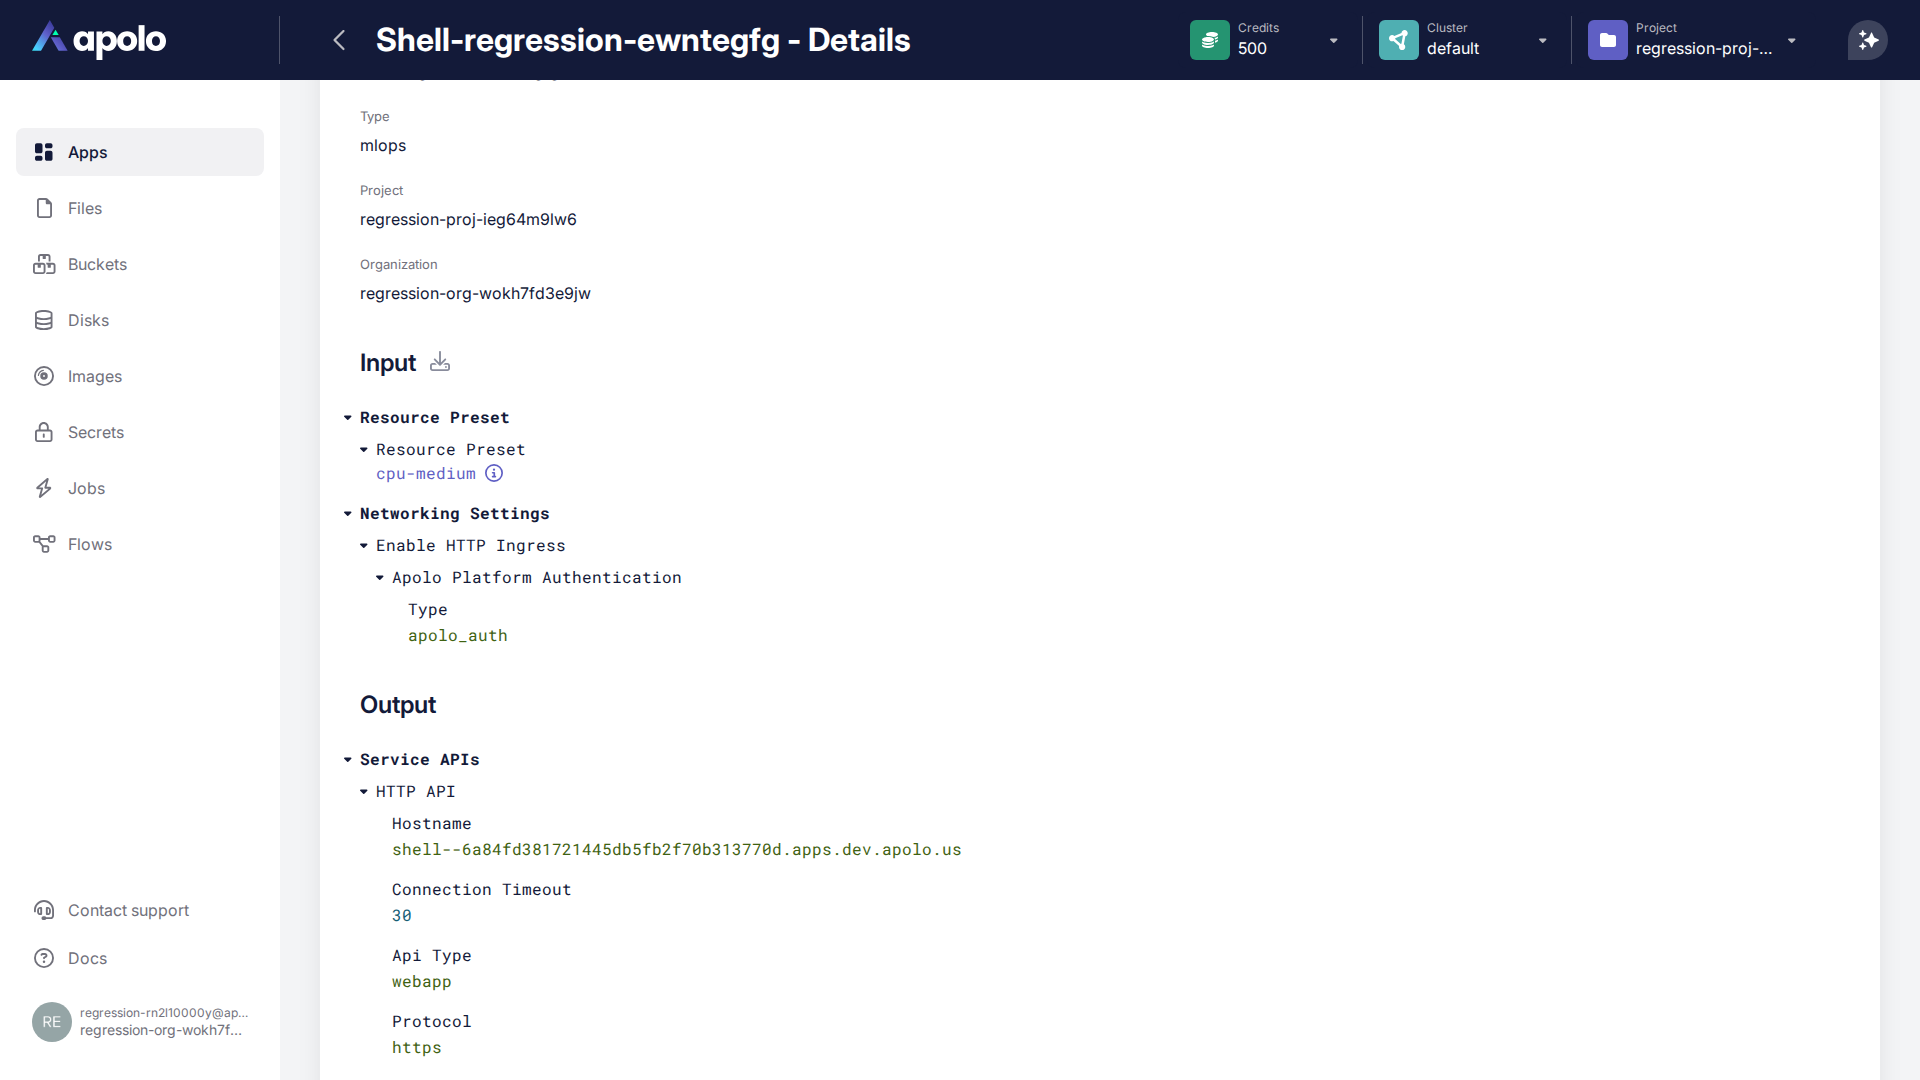 apolo
Shell-regression-ewntegfg - Details
Credits
500
Cluster
default
Project
regression-proj-...
Apps
Files
Buckets
Disks
Images
Secrets
Jobs
Flows
Contact support
Docs
RE
regression-rn2l10000y@ap...
regression-org-wokh7f...
Type
mlops
Project
regression-proj-ieg64m9lw6
Organization
regression-org-wokh7fd3e9jw
Input
Resource Preset
Resource Preset
cpu-medium
Networking Settings
Enable HTTP Ingress
Apolo Platform Authentication
Type
apolo_auth
Output
Service APIs
HTTP API
Hostname
shell--6a84fd381721445db5fb2f70b313770d.apps.dev.apolo.us
Connection Timeout
30
Api Type
webapp
Protocol
https